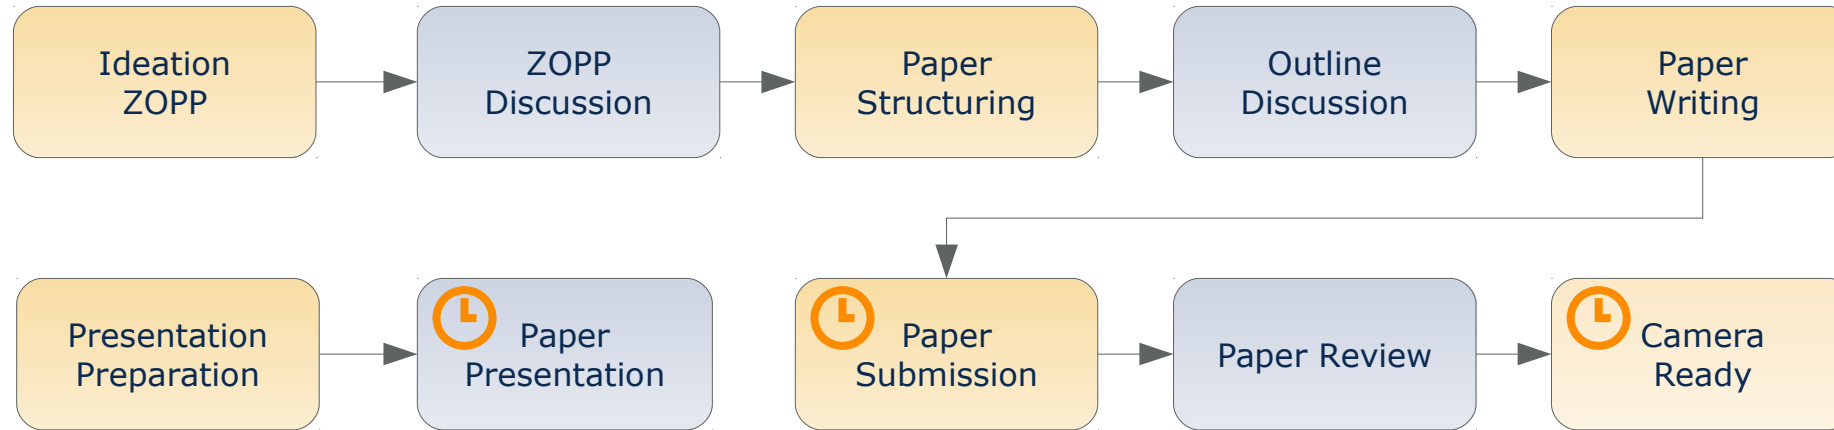 Ideation
ZOPP
ZOPP
Discussion
Paper
Structuring
Outline
Discussion
Paper
Writing
Presentation
Preparation
Paper
Presentation
Paper
Submission
Paper Review
Camera
Ready